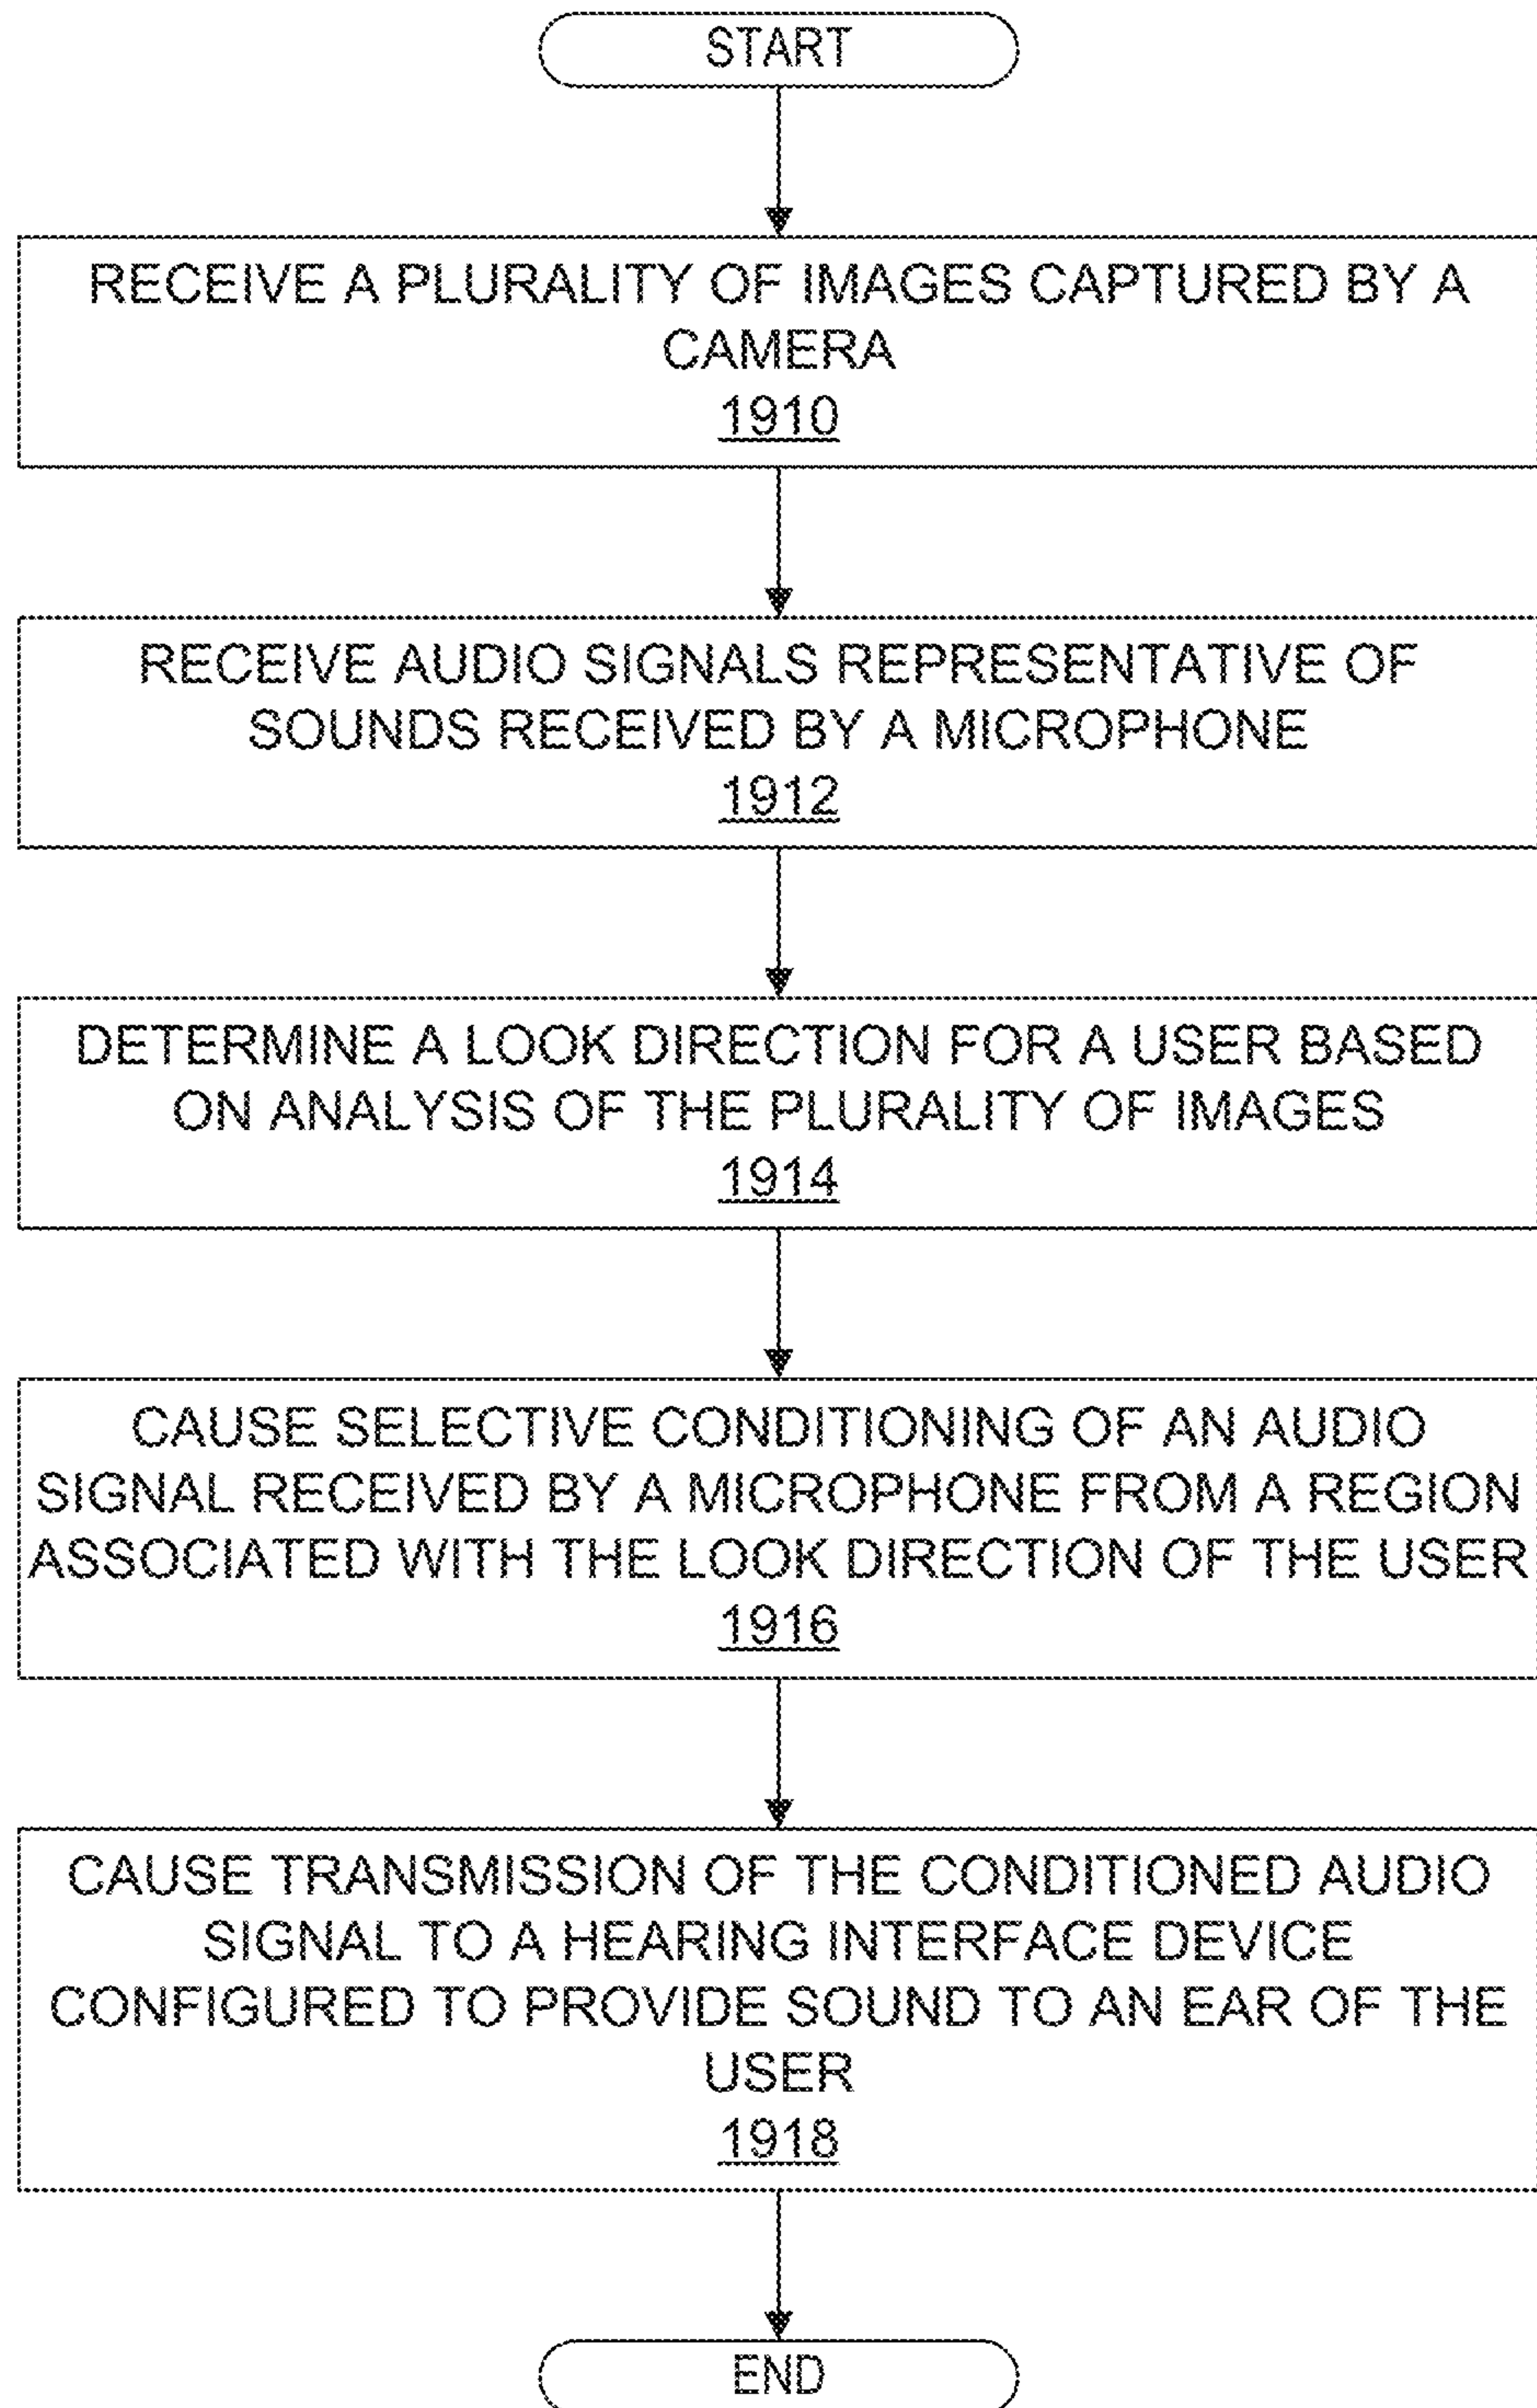 START
RECEIVE A PLURALITY OF IMAGES CAPTURED BY A
CAMERA
1910
RECEIVE AUDIO SIGNALS REPRESENTATIVE OF
SOUNDS RECEIVED BY A MICROPHONE
1912
DETERMINE A LOOK DIRECTION FOR A USER BASED
ON ANALYSIS OF THE PLURALITY OF IMAGES
1914
CAUSE SELECTIVE CONDITIONING OF AN AUDIO
SIGNAL RECEIVED BY A MICROPHONE FROM A REGION
ASSOCIATED WITH THE LOOK DIRECTION OF THE USER
1916
CAUSE TRANSMISSION OF THE CONDITIONED AUDIO
SIGNAL TO A HEARING INTERFACE DEVICE
CONFIGURED TO PROVIDE SOUND TO AN EAR OF THE
USER
1918
END